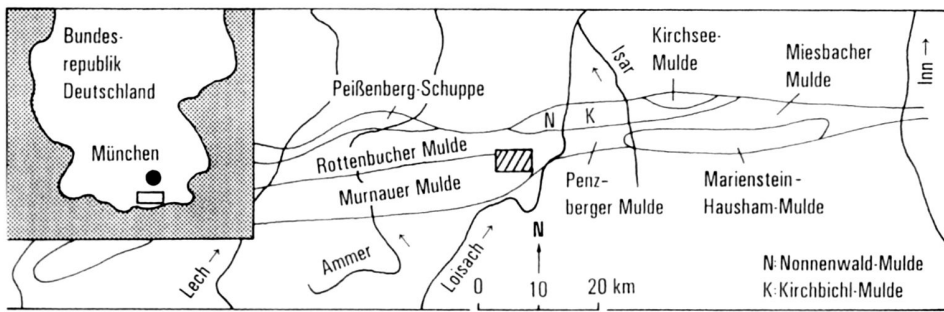 Bundes-
republik
Deutschland
München
Peißenberg-Schuppe
Rottenbucher Mulde
Murnauer Mulde
Ammer →
Lech →
Loisach →
Isar
→
Kirchsee-
Mulde
Miesbacher
Mulde
Inn →
N K
Penz-
berger Mulde
Marienstein-
Hausham-Mulde
N
0 10 20 km
N: Nonnenwald-Mulde
K: Kirchbichl-Mulde